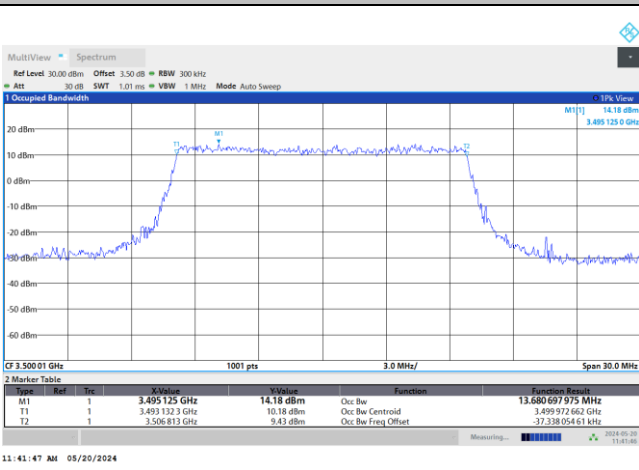 MultiView Spectrum
Ref Level 30.00 dBm Offset 3.50 dB RBW 300 kHz
Att 30 dB SWT 1.01 ms VBW 1 MHz Mode Auto Sweep
1 Occupied Bandwidth 1Pk View
M1[1] 14.18 dBm
3.495 125 0 GHz
M1
T1
T2
20 dBm
10 dBm
0 dBm
-10 dBm
-20 dBm
-30 dBm
-40 dBm
-50 dBm
-60 dBm
CF 3.500 01 GHz 1001 pts 3.0 MHz/ Span 30.0 MHz
2 Marker Table
Type Ref Trc X-Value Y-Value Function Function Result
M1 1 3.495 125 GHz 14.18 dBm Occ Bw 13.680 697 975 MHz
T1 1 3.493 132 3 GHz 10.18 dBm Occ Bw Centroid 3.499 972 662 GHz
T2 1 3.506 813 GHz 9.43 dBm Occ Bw Freq Offset -37.338 054 61 kHz
Measuring... 2024-05-20
11:41:46
11:41:47 AM 05/20/2024